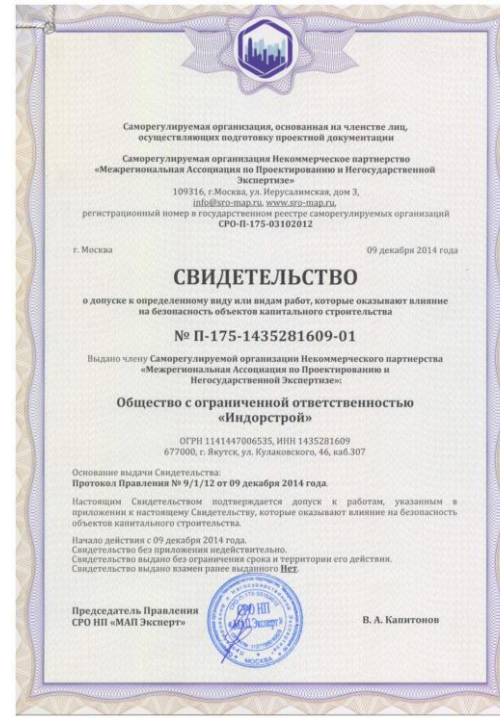 Саморегулируемая организация, основанная на членстве лиц,
осуществляющих подготовку проектной документации
Саморегулируемая организация Некоммерческое партнерство
«Межрегиональная Ассоциация по Проектированию и Негосударственной
Экспертизе»
109316, г.Москва, ул. Иерусалимская, дом 3,
info@sro-map.ru, www.sro-map.ru,
регистрационный номер в государственном реестре саморегулируемых организаций
СРО-П-175-03102012
г. Москва 09 декабря 2014 года
СВИДЕТЕЛЬСТВО
о допуске к определенному виду или видам работ, которые оказывают влияние
на безопасность объектов капитального строительства
№ П-175-1435281609-01
Выдано члену Саморегулируемой организации Некоммерческого партнерства
«Межрегиональная Ассоциация по Проектированию и
Негосударственной Экспертизе»:
Общество с ограниченной ответственностью
«Индорстрой»
ОГРН 1141447006535, ИНН 1435281609
677000, г. Якутск, ул. Кулаковского, 46, каб.307
Основание выдачи Свидетельства:
Протокол Правления № 9/1/12 от 09 декабря 2014 года.
Настоящим Свидетельством подтверждается допуск к работам, указанным в
приложении к настоящему Свидетельству, которые оказывают влияние на безопасность
объектов капитального строительства.
Начало действия с 09 декабря 2014 года.
Свидетельство без приложения недействительно.
Свидетельство выдано без ограничения срока и территории его действия.
Свидетельство выдано взамен ранее выданного Нет.
Председатель Правления
СРО НП «МАП Эксперт» В. А. Капитонов
СРО НП
«МАП Эксперт»
МОСКВА